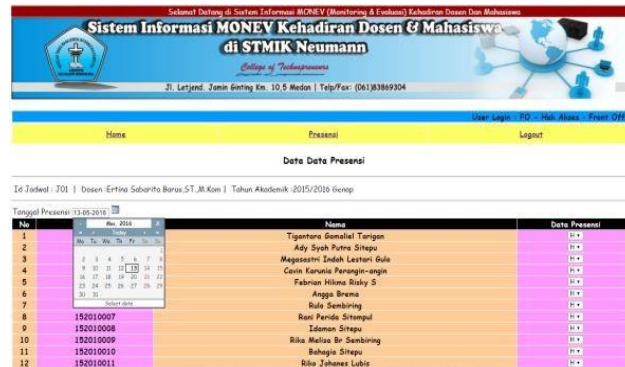 Selamat Datang di Sistem Informasi MONEV (Monitoring & Evaluasi) Kehadiran Dosen Dan Mahasiswa
Sistem Informasi MONEV Kehadiran Dosen & Mahasiswa
di STMIK Neumann
College of Technopreneurs
Jl. Letjend. Jamin Ginting Km. 10,5 Medan | Telp/Fax: (061)83869304
User Login : FO - Hak Akses - Front Off
Home Presensi Logout
Data Data Presensi
Id Jadwal : J01 | Dosen :Ertina Sabarita Barus,ST.,M.Kom | Tahun Akademik :2015/2016 Genap
Tanggal Presensi 13-05-2016
No Nama Data Presensi
Mei, 2016
Today
Mo Tu We Th Fr Sa Su
2 3 4 5 6 7 8
9 10 11 12 13 14 15
16 17 18 19 20 21 22
23 24 25 26 27 28 29
30 31
Select date
1 Tigantara Gamaliel Tarigan H
2 Ady Syah Putra Sitepu H
3 Megasastri Indah Lestari Gulo H
4 Cavin Karunia Perangin-angin H
5 Febrian Hikma Risky S H
6 Angga Brema H
7 Rulo Sembiring H
8 152010007 Rani Perida Sitompul H
9 152010008 Idaman Sitepu H
10 152010009 Rika Meliza Br Sembiring H
11 152010010 Bahagia Sitepu H
12 152010011 Riko Johanes Lubis H